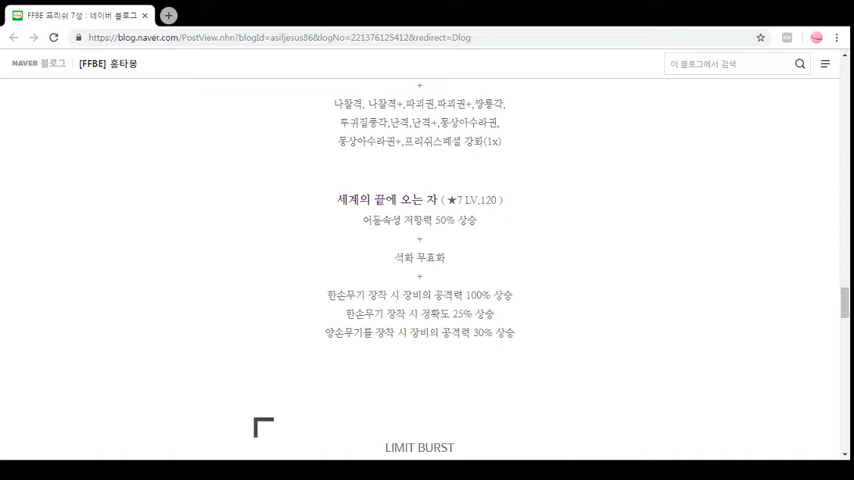 FFBE 프리쉬 7성 : 네이버 블로그
https://blog.naver.com/PostView.nhn?blogId=asifjesus86&logNo=221376125412&redirect=Dlog
NAVER 블로그 [FFBE] 홀타몽
이 블로그에서 검색
+
나찰격, 나찰격+,파괴권,파괴권+,쌍룡각,
투귀질풍각,난격,난격+,몽상아수라권,
몽상아수라권+,프리쉬스페셜 강화(1x)
세계의 끝에 오는 자 ( ★7 LV.120 )
어둠속성 저항력 50% 상승
+
석화 무효화
+
한손무기 장착 시 장비의 공격력 100% 상승
한손무기 장착 시 정확도 25% 상승
양손무기를 장착 시 장비의 공격력 30% 상승
LIMIT BURST